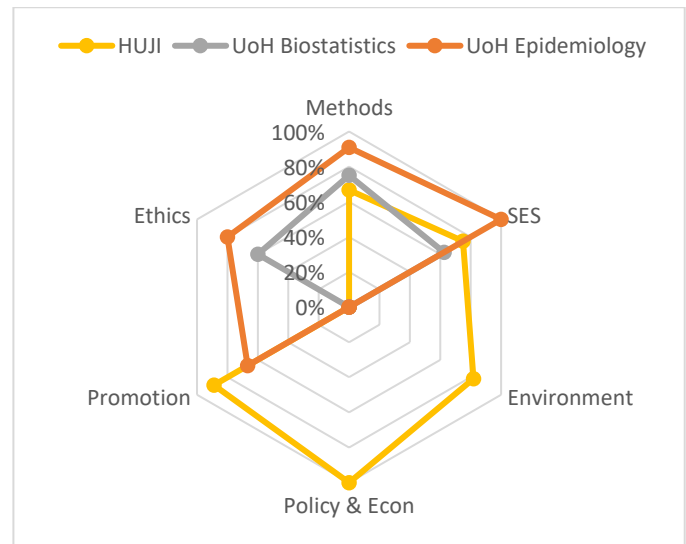 HUJI UoH Biostatistics UoH Epidemiology
Methods
100%
80%
60%
40%
20%
0%
Ethics
SES
Promotion
Environment
Policy & Econ